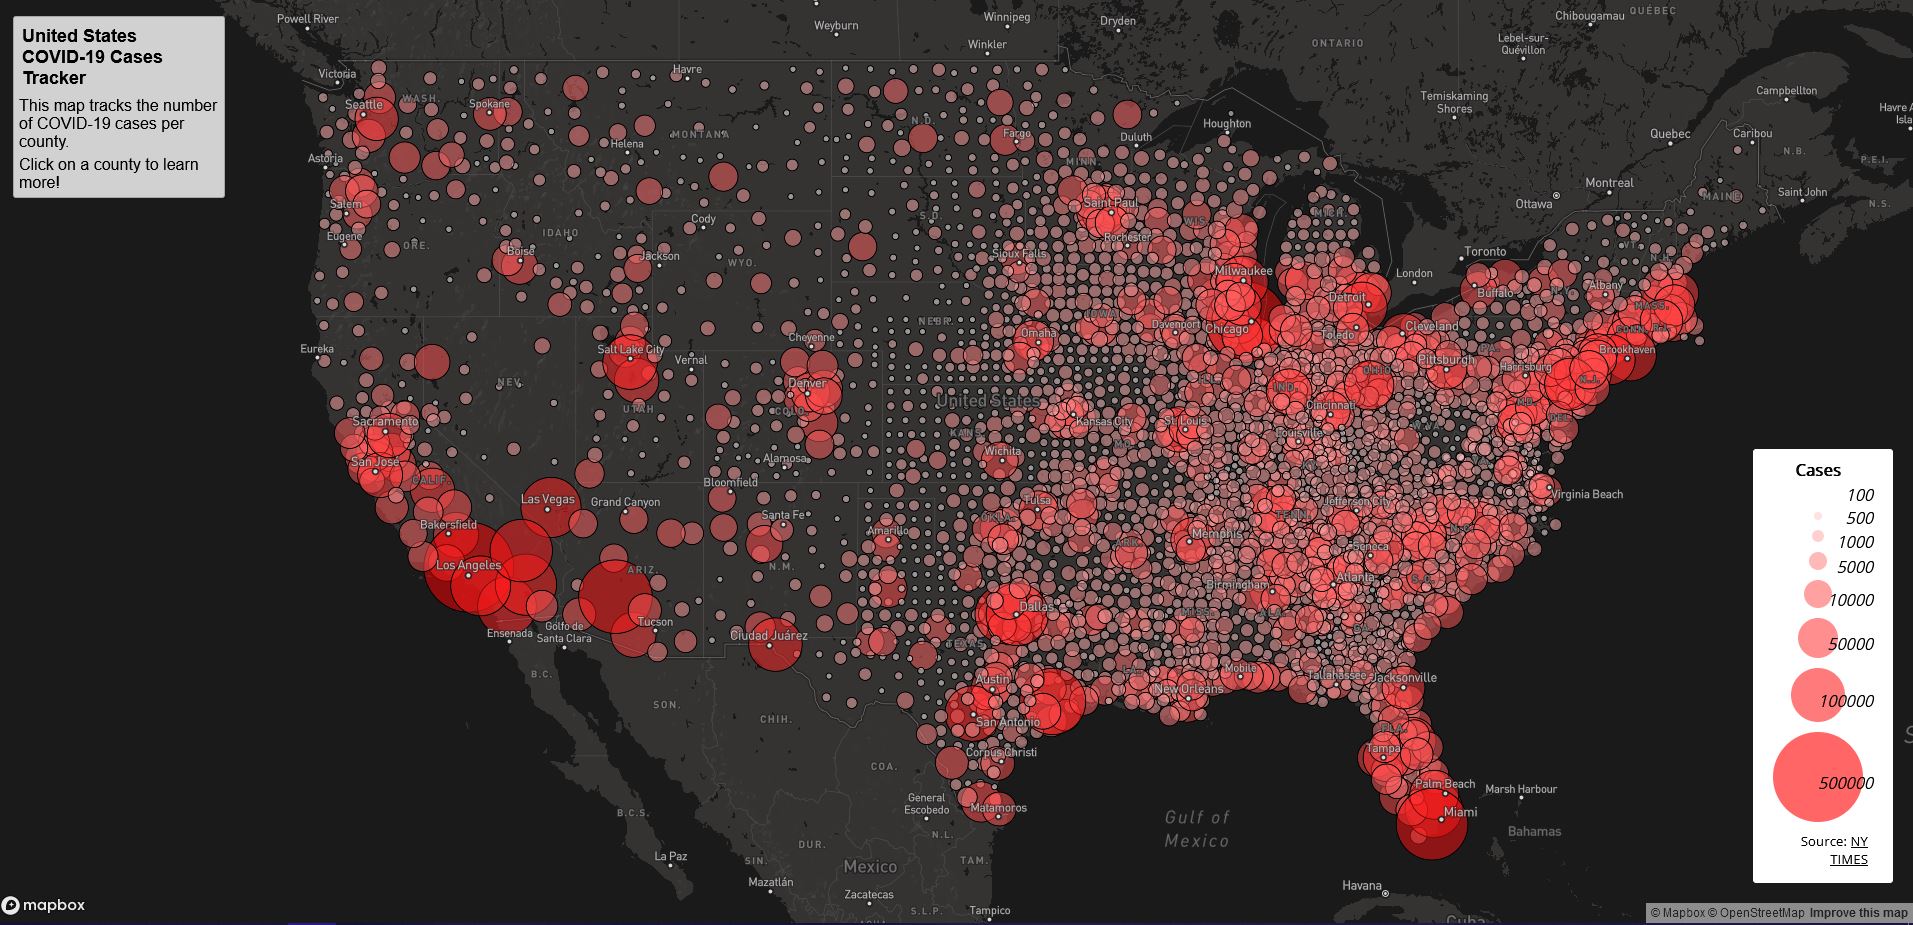 United States
COVID-19 Cases
Tracker
This map tracks the number
of COVID-19 cases per
county.
Click on a county to learn
more!
Powell River
Weyburn
Winnipeg
Winkler
Dryden
Chibougamau
QUÉBEC
Lebel-sur-
Quévillon
ONTARIO
Victoria
Havre
Campbellton
Temiskaming
Shores
Seattle
WASH.
Spokane
N.D.
Fargo
Houghton
Duluth
Quebec
Caribou
N.B.
P.E.I.
MONTANA
Helena
Astoria
MINN.
Montreal
Saint John
MAINE
N.S.
Ottawa
Salem
Eugene
ORE.
IDAHO
Cody
S.D.
Saint Paul
WIS.
MICH.
Rochester
Boise
Jackson
WYO.
Sioux Falls
Toronto
VT.
N.H.
Milwaukee
London
Buffalo
N.Y.
Albany
Detroit
MASS.
CONN.
R.I.
NEBR.
IOWA
Davenport
Chicago
Toledo
Cleveland
Eureka
Salt Lake City
Vernal
Cheyenne
Omaha
Pittsburgh
PA.
Harrisburg
Brookhaven
NEV.
UTAH
Denver
COLO.
United States
ILL.
IND.
OHIO
N.J.
MD.
DEL.
Cincinnati
Sacramento
San Jose
CALIF.
KANS.
Kansas City
MO.
St. Louis
Louisville
W.VA.
Wichita
Alamosa
Bloomfield
KY.
VA.
Virginia Beach
Las Vegas
Grand Canyon
Santa Fe
Tulsa
OKLA.
Jefferson City
TENN.
N.C.
Bakersfield
Amarillo
ARK.
Memphis
Seneca
Los Angeles
ARIZ.
N.M.
Birmingham
Atlanta
S.C.
Dallas
MISS.
ALA.
GA.
Ensenada
Golfo de
Santa Clara
Tucson
Ciudad Juárez
TEXAS
B.C.
SON.
CHIH.
Austin
San Antonio
LA.
New Orleans
Mobile
Tallahassee
Jacksonville
FLA.
Tampa
Corpus Christi
COA.
Palm Beach
Miami
Marsh Harbour
Bahamas
General
Escobedo
Matamoros
N.L.
Gulf of
Mexico
B.C.S.
La Paz
DUR.
SIN.
Mexico
TAM.
Mazatlán
Zacatecas
S.L.P.
Tampico
Havana
Cuba
Cases
100
500
1000
5000
10000
50000
100000
500000
Source: NY
TIMES
mapbox
© Mapbox © OpenStreetMap Improve this map